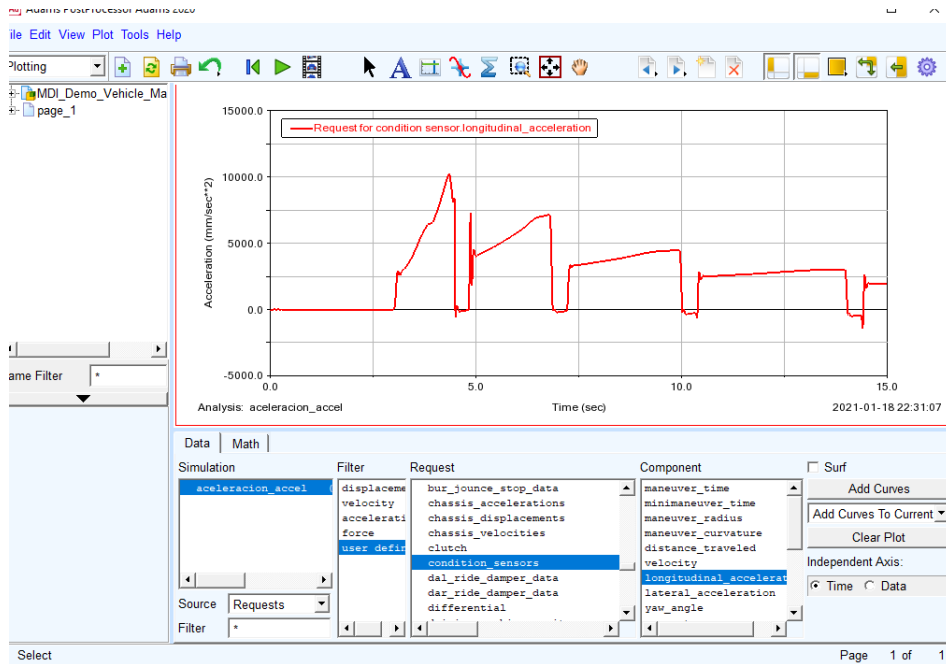 Adams PostProcessor Adams 2020
ile Edit View Plot Tools Help
Plotting
MDI_Demo_Vehicle_Ma
page_1
ame Filter *
15000.0
10000.0
5000.0
0.0
-5000.0
Acceleration (mm/sec**2)
Request for condition sensor.longitudinal_acceleration
0.0 5.0 10.0 15.0
Analysis: aceleracion_accel Time (sec) 2021-01-18 22:31:07
Data Math
Simulation Filter Request Component Surf
aceleracion_accel (
displaceme
velocity
accelerati
force
user defin
bur_jounce_stop_data
chassis_accelerations
chassis_displacements
chassis_velocities
clutch
condition_sensors
dal_ride_damper_data
dar_ride_damper_data
differential
maneuver_time
minimaneuver_time
maneuver_radius
maneuver_curvature
distance_traveled
velocity
longitudinal_accelerat
lateral_acceleration
yaw_angle
Add Curves
Add Curves To Current
Clear Plot
Independent Axis:
Time Data
Source Requests
Filter *
Select Page 1 of 1